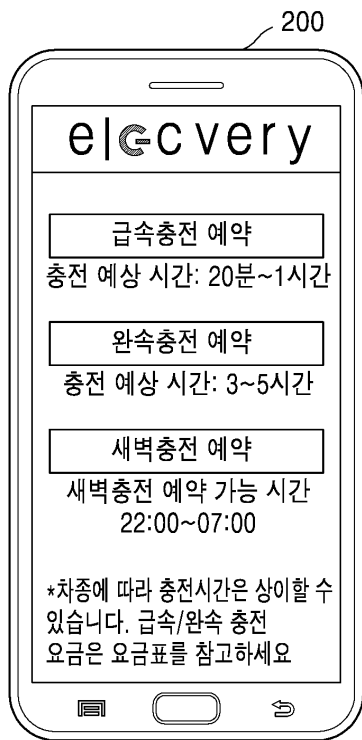 200
elecvery
급속충전 예약
충전 예상 시간: 20분~1시간
완속충전 예약
충전 예상 시간: 3~5시간
새벽충전 예약
새벽충전 예약 가능 시간
22:00~07:00
*차종에 따라 충전시간은 상이할 수
있습니다. 급속/완속 충전
요금은 요금표를 참고하세요